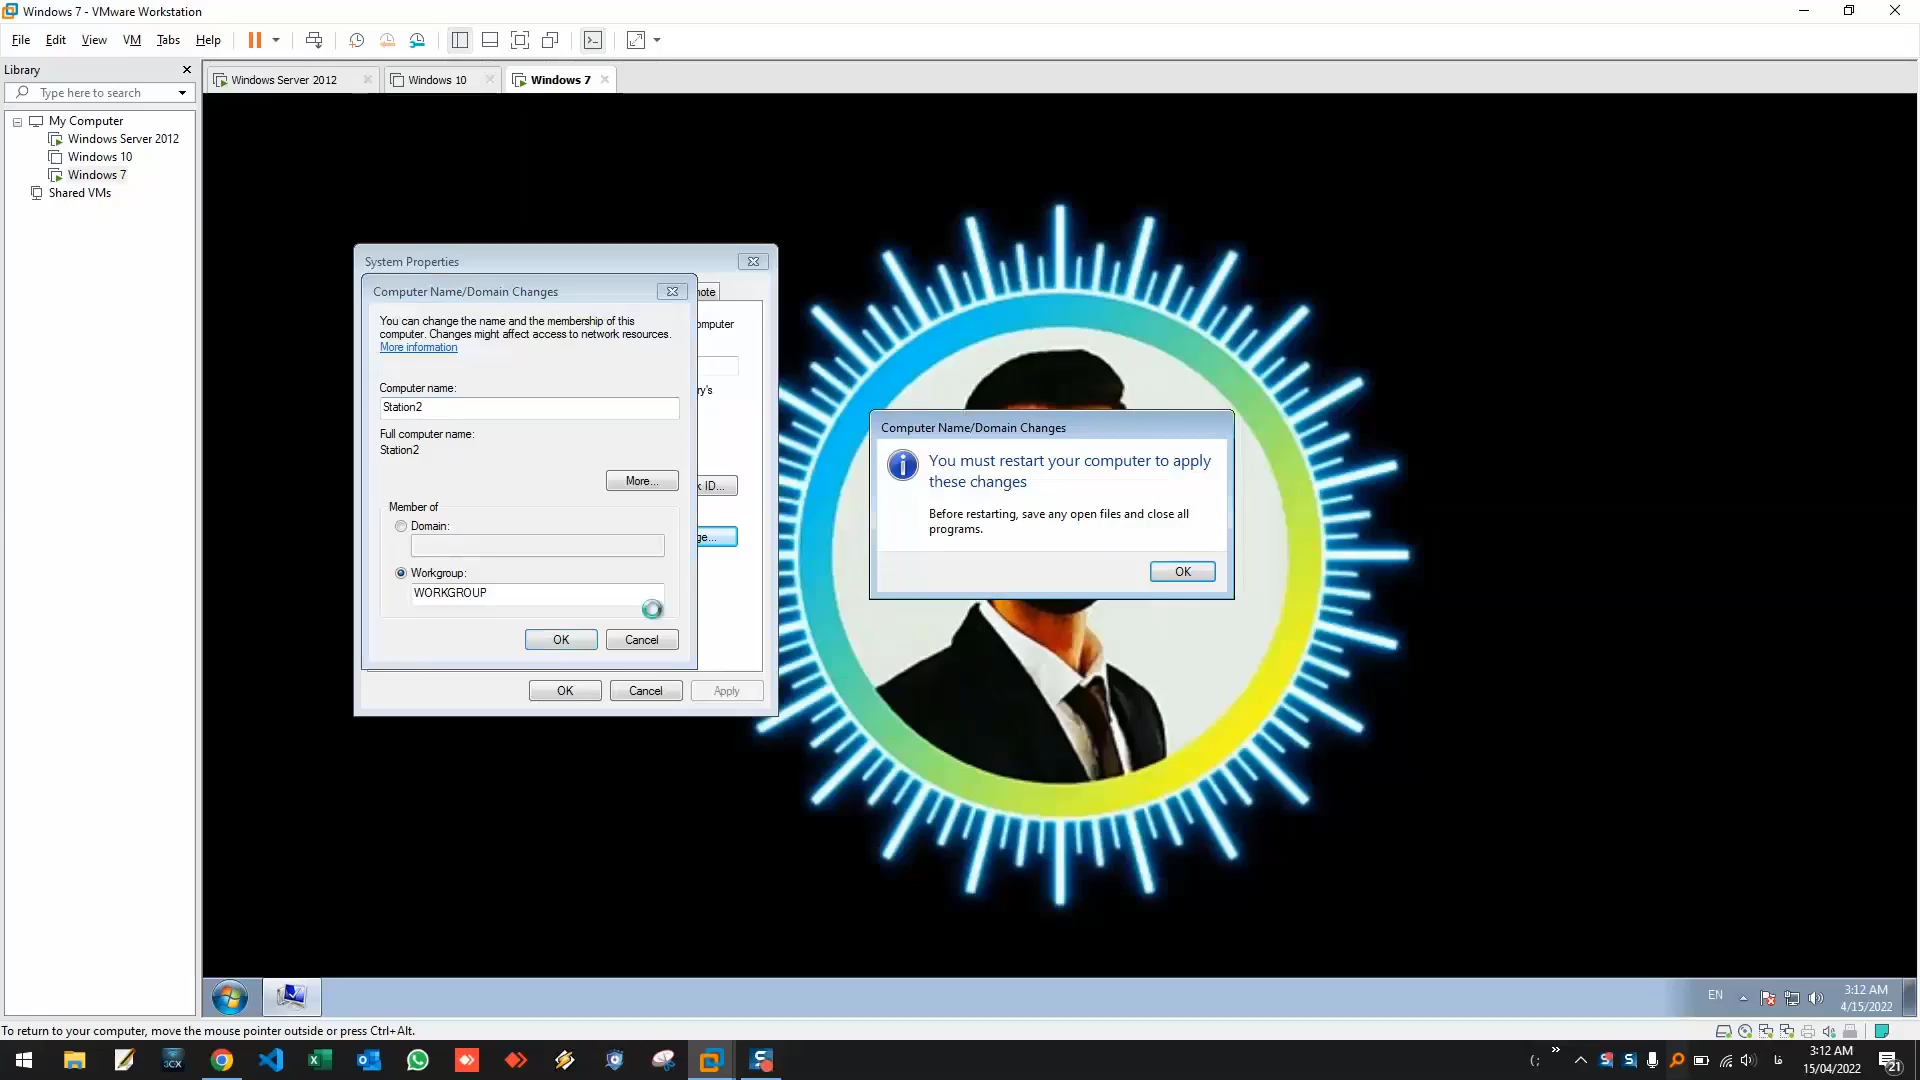 Windows 7 - VMware Workstation
File Edit View VM Tabs Help
Library
Type here to search
My Computer
Windows Server 2012
Windows 10
Windows 7
Shared VMs
Windows Server 2012
Windows 10
Windows 7
System Properties
Computer Name/Domain Changes
You can change the name and the membership of this
computer. Changes might affect access to network resources.
More information
Computer name:
Station2
Full computer name:
Station2
More...
Member of
Domain:
Workgroup:
WORKGROUP
OK Cancel
OK Cancel Apply
Computer Name/Domain Changes
You must restart your computer to apply
these changes
Before restarting, save any open files and close all
programs.
OK
EN
3:12 AM
4/15/2022
To return to your computer, move the mouse pointer outside or press Ctrl+Alt.
3CX
فا
3:12 AM
15/04/2022
21